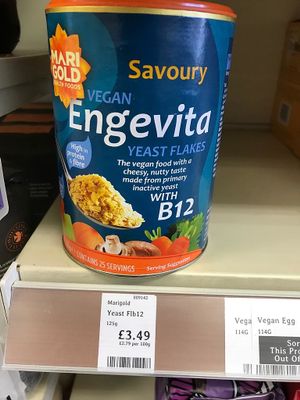 MARI
GOLD
HEALTH FOODS
Savoury
VEGAN
Engevita
YEAST FLAKES
High in
protein
+ fibre
The vegan food with a
cheesy, nutty taste
made from primary
inactive yeast
WITH
B12
CONTAINS 25 SERVINGS
Serving Suggestion
Marigold
Yeast Flb12
125g
£3.49
£2.79 per 100g
Vega
114G
Vegan Egg
114G
Sor
This Pro
Out Of